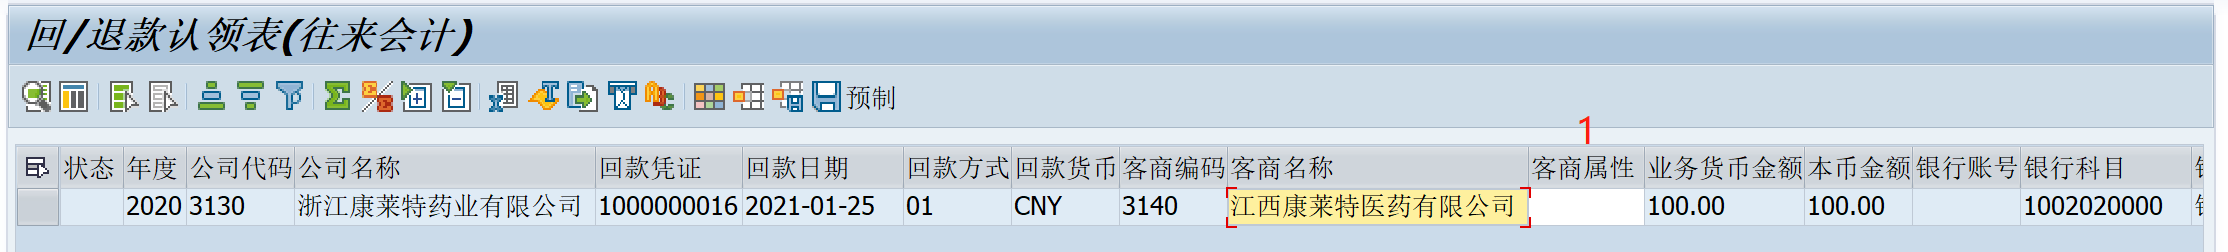 回/退款认领表(往来会计)
预制
1
状态 年度 公司代码 公司名称 回款凭证 回款日期 回款方式 回款货币 客商编码 客商名称 客商属性 业务货币金额 本币金额 银行账号 银行科目
2020 3130 浙江康莱特药业有限公司 1000000016 2021-01-25 01 CNY 3140 江西康莱特医药有限公司 100.00 100.00 1002020000